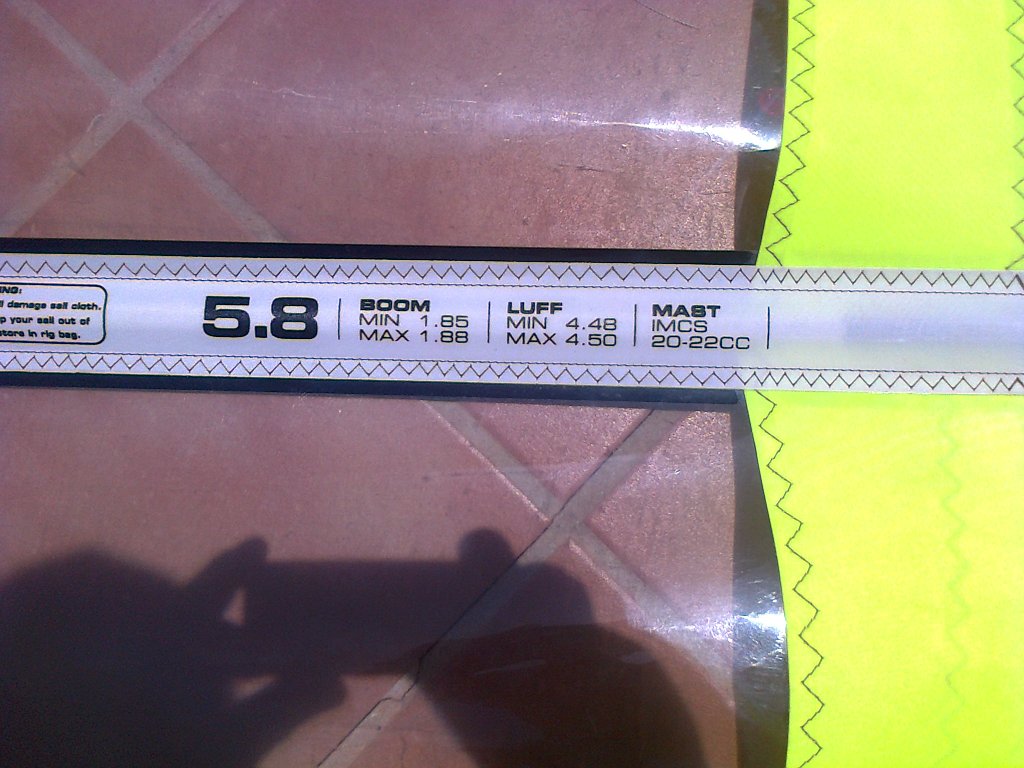 NG:
damage sail cloth.
your sail out of
store in rig bag.
5.8
BOOM
MIN 1.85
MAX 1.88
LUFF
MIN 4.48
MAX 4.50
MAST
IMCS
20-22CC